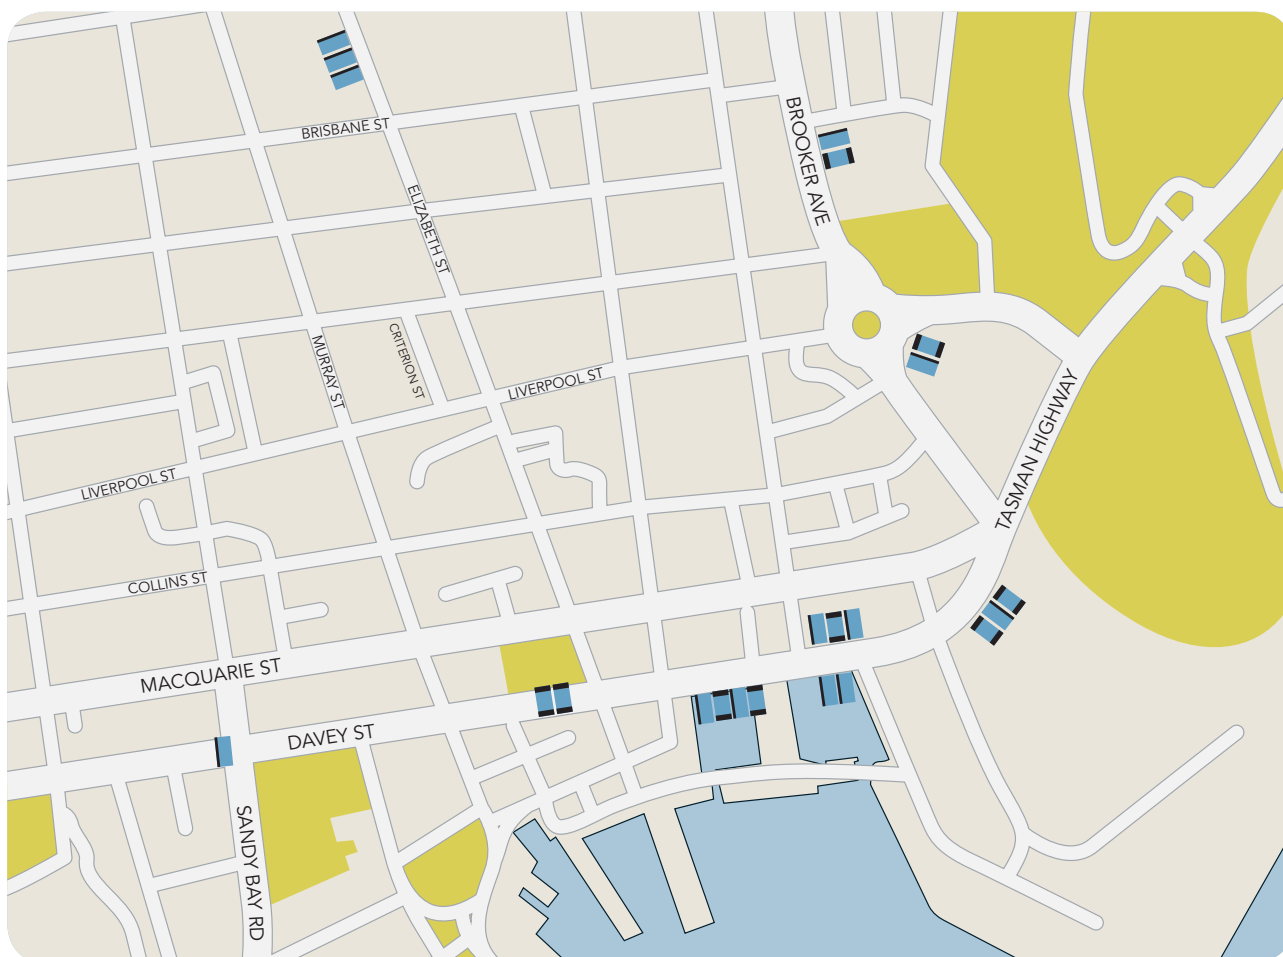 BRISBANE ST
BROOKER AVE
ELIZABETH ST
MURRAY ST
CRITERION ST
LIVERPOOL ST
TASMAN HIGHWAY
LIVERPOOL ST
COLLINS ST
MACQUARIE ST
DAVEY ST
SANDY BAY RD